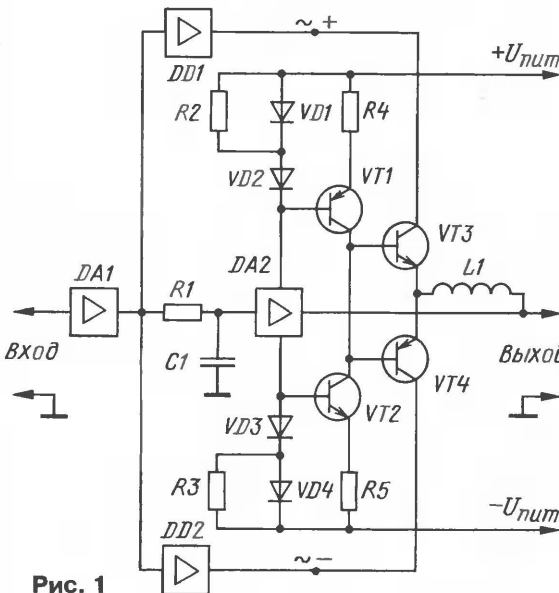 ~ +
DD1
+Uпит
R2
VD1
R4
VD2
VT1
VT3
DA1
R1
DA2
L1
Вход
C1
Выход
VT4
VD3
VT2
R3
VD4
R5
DD2
-Uпит
~ -
Рис. 1